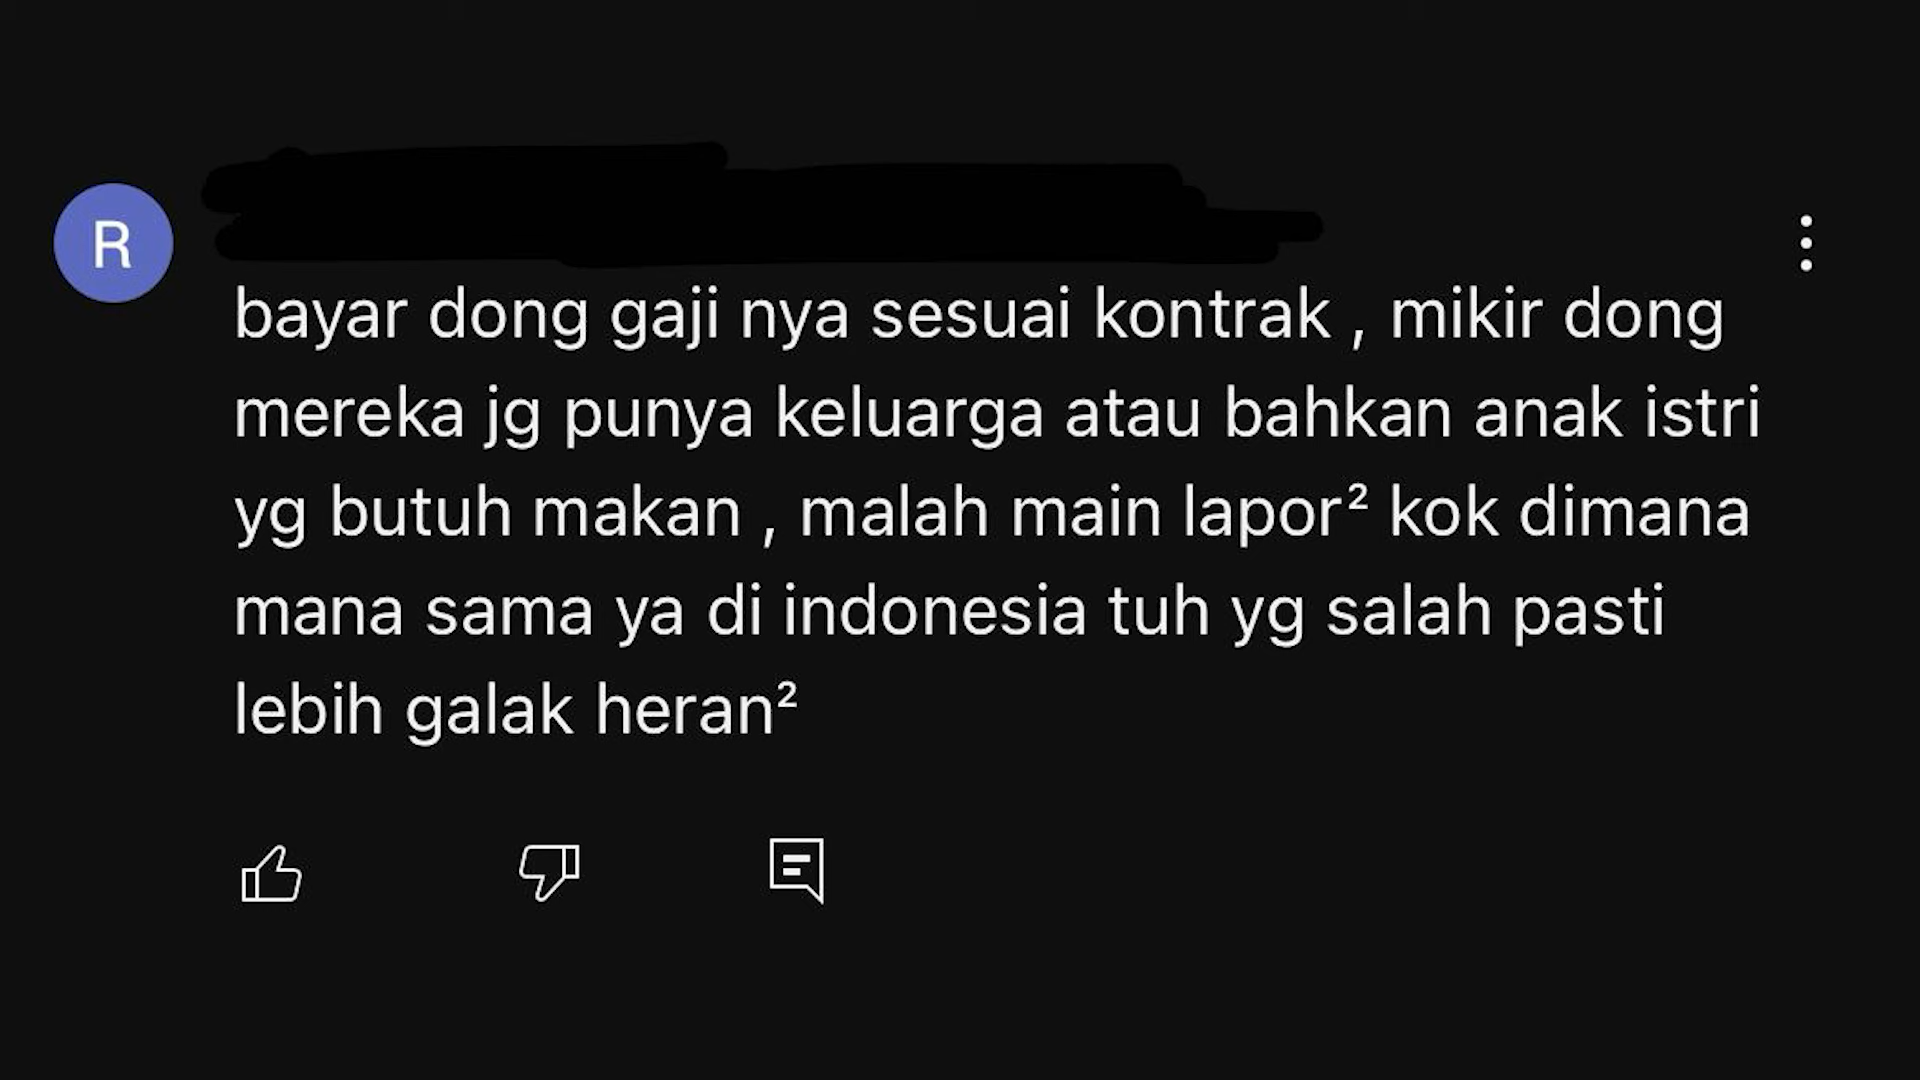 R
bayar dong gaji nya sesuai kontrak , mikir dong
mereka jg punya keluarga atau bahkan anak istri
yg butuh makan , malah main lapor² kok dimana
mana sama ya di indonesia tuh yg salah pasti
lebih galak heran²